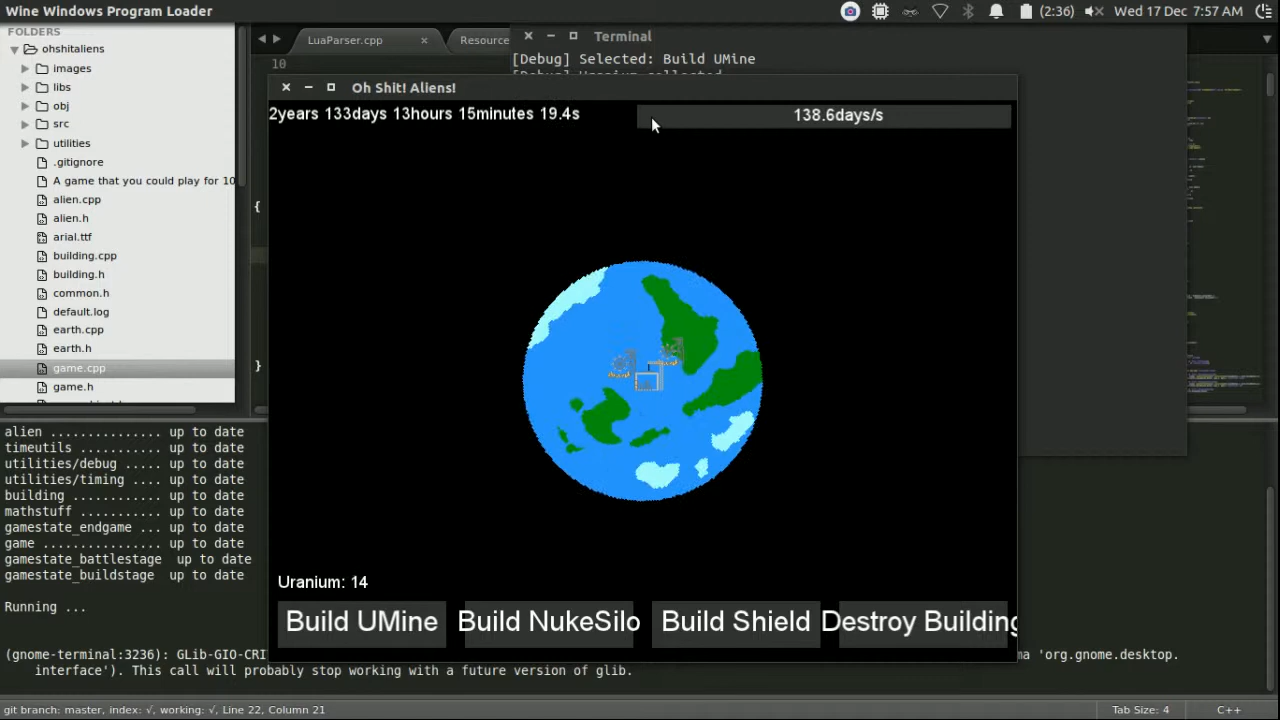 Wine Windows Program Loader
(2:36)
Wed 17 Dec 7:57 AM
FOLDERS
ohshitaliens
images
libs
obj
src
utilities
.gitignore
A game that you could play for 10
alien.cpp
alien.h
arial.ttf
building.cpp
building.h
common.h
default.log
earth.cpp
earth.h
game.cpp
game.h
LuaParser.cpp
Resource
10
{
}
Terminal
[Debug] Selected: Build UMine
[Debug] Uranium collected
Oh Shit! Aliens!
2years 133days 13hours 15minutes 19.4s
138.6days/s
Uranium: 14
Build UMine
Build NukeSilo
Build Shield
Destroy Building
alien .............. up to date
timeutils .......... up to date
utilities/debug .... up to date
utilities/timing ... up to date
building ........... up to date
mathstuff .......... up to date
gamestate_endgame .. up to date
game ............... up to date
gamestate_battlestage up to date
gamestate_buildstage up to date
Running ...
(gnome-terminal:3236): GLib-GIO-CRI
ma 'org.gnome.desktop.
interface'). This call will probably stop working with a future version of glib.
git branch: master, index: √, working: √, Line 22, Column 21
Tab Size: 4
C++